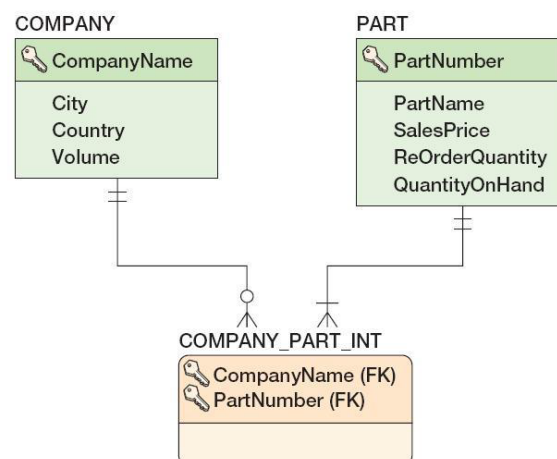 COMPANY
CompanyName
City
Country
Volume
PART
PartNumber
PartName
SalesPrice
ReOrderQuantity
QuantityOnHand
COMPANY_PART_INT
CompanyName (FK)
PartNumber (FK)